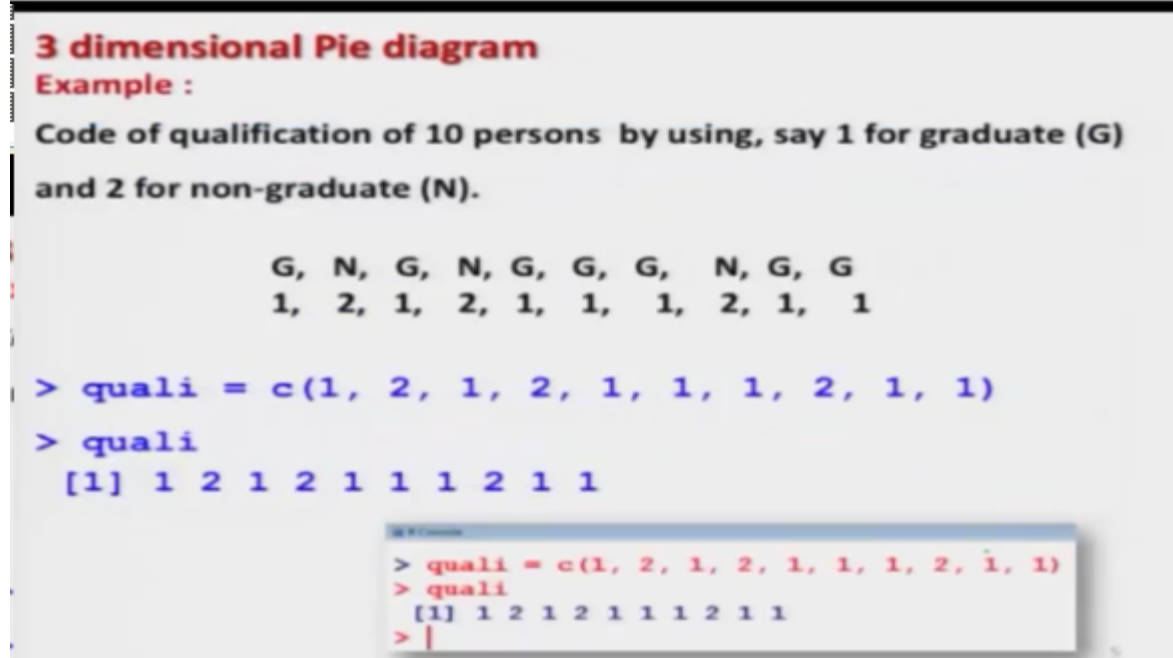 3 dimensional Pie diagram
Example :
Code of qualification of 10 persons by using, say 1 for graduate (G)
and 2 for non-graduate (N).
G, N, G, N, G, G, G, N, G, G
1, 2, 1, 2, 1, 1, 1, 2, 1, 1
> quali = c(1, 2, 1, 2, 1, 1, 1, 2, 1, 1)
> quali
[1] 1 2 1 2 1 1 1 2 1 1
R Console
> quali = c(1, 2, 1, 2, 1, 1, 1, 2, 1, 1)
> quali
[1] 1 2 1 2 1 1 1 2 1 1
>
5